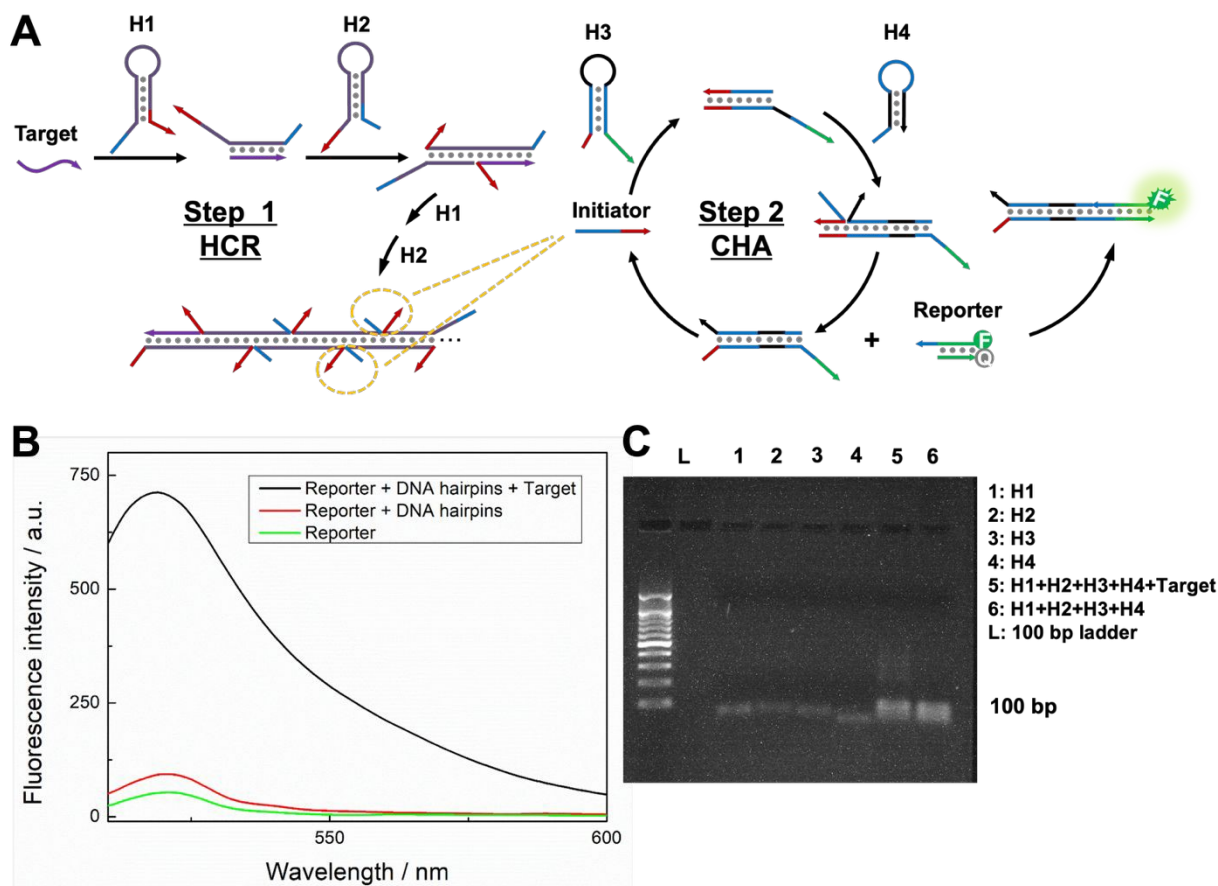 A
H1
H2
H3
H4
Target
Step 1
HCR
H1
H2
Initiator
Step 2
CHA
F
Reporter
+
F
Q
...
B
Fluorescence intensity / a.u.
750
500
250
0
Reporter + DNA hairpins + Target
Reporter + DNA hairpins
Reporter
550
600
Wavelength / nm
C
L 1 2 3 4 5 6
1: H1
2: H2
3: H3
4: H4
5: H1+H2+H3+H4+Target
6: H1+H2+H3+H4
L: 100 bp ladder
100 bp